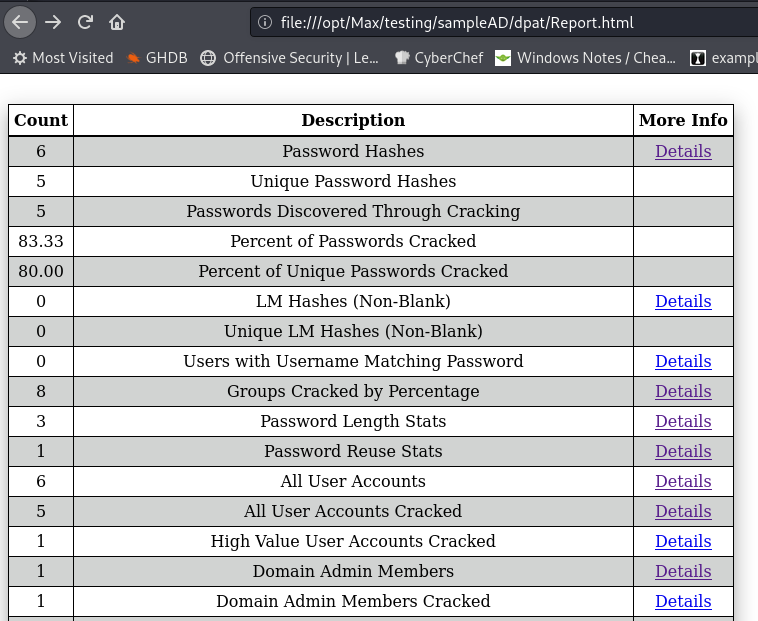 file:///opt/Max/testing/sampleAD/dpat/Report.html
Most Visited GHDB Offensive Security | Le... CyberChef Windows Notes / Chea... exampl
Count Description More Info
6 Password Hashes Details
5 Unique Password Hashes
5 Passwords Discovered Through Cracking
83.33 Percent of Passwords Cracked
80.00 Percent of Unique Passwords Cracked
0 LM Hashes (Non-Blank) Details
0 Unique LM Hashes (Non-Blank)
0 Users with Username Matching Password Details
8 Groups Cracked by Percentage Details
3 Password Length Stats Details
1 Password Reuse Stats Details
6 All User Accounts Details
5 All User Accounts Cracked Details
1 High Value User Accounts Cracked Details
1 Domain Admin Members Details
1 Domain Admin Members Cracked Details